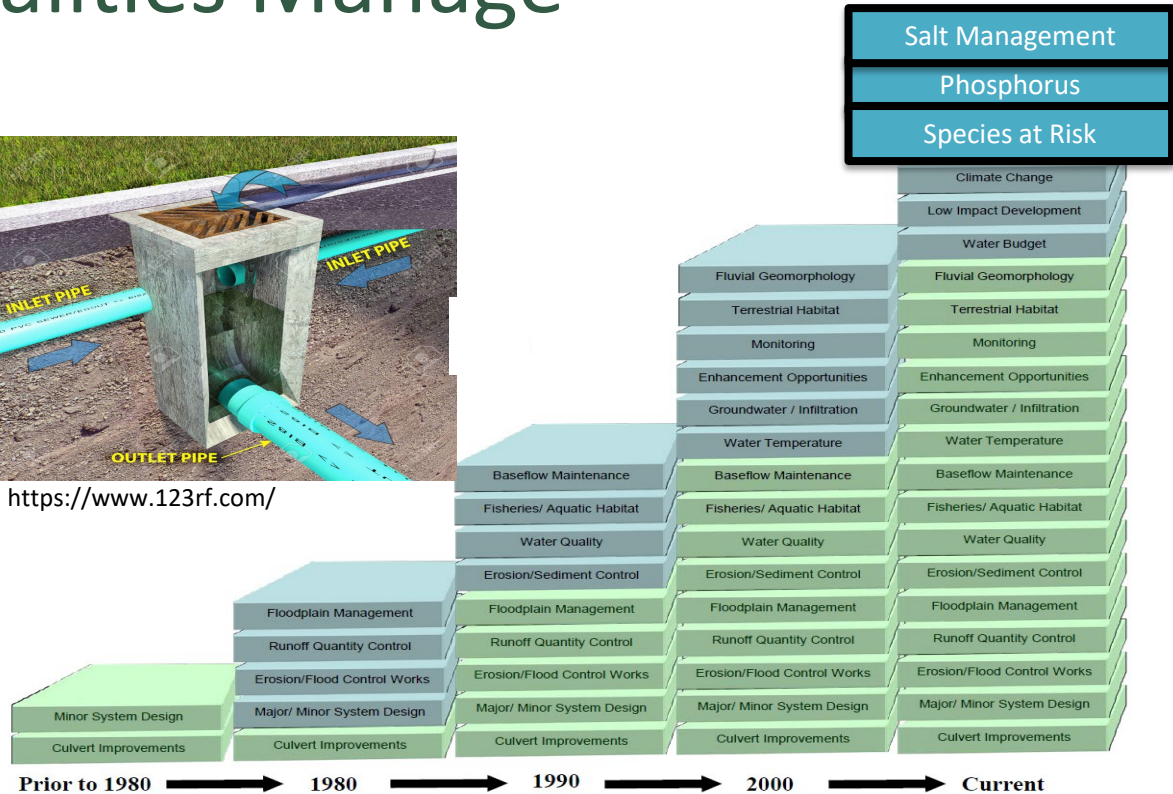 alities Manage
Salt Management
Phosphorus
Species at Risk
INLET PIPE
INLET PIPE
OUTLET PIPE
https://www.123rf.com/
Minor System Design
Culvert Improvements
Floodplain Management
Runoff Quantity Control
Erosion/Flood Control Works
Major/ Minor System Design
Culvert Improvements
Baseflow Maintenance
Fisheries/ Aquatic Habitat
Water Quality
Erosion/Sediment Control
Floodplain Management
Runoff Quantity Control
Erosion/Flood Control Works
Major/ Minor System Design
Culvert Improvements
Fluvial Geomorphology
Terrestrial Habitat
Monitoring
Enhancement Opportunities
Groundwater / Infiltration
Water Temperature
Baseflow Maintenance
Fisheries/ Aquatic Habitat
Water Quality
Erosion/Sediment Control
Floodplain Management
Runoff Quantity Control
Erosion/Flood Control Works
Major/ Minor System Design
Culvert Improvements
Climate Change
Low Impact Development
Water Budget
Fluvial Geomorphology
Terrestrial Habitat
Monitoring
Enhancement Opportunities
Groundwater / Infiltration
Water Temperature
Baseflow Maintenance
Fisheries/ Aquatic Habitat
Water Quality
Erosion/Sediment Control
Floodplain Management
Runoff Quantity Control
Erosion/Flood Control Works
Major/ Minor System Design
Culvert Improvements
Prior to 1980 1980 1990 2000 Current